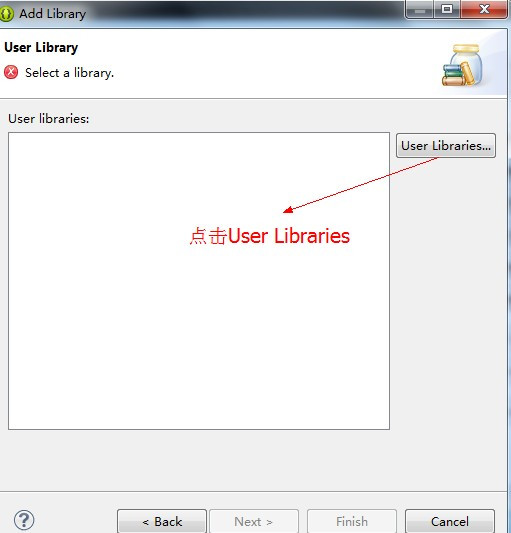 Add Library
User Library
Select a library.
User libraries:
User Libraries...
点击User Libraries
< Back
Next >
Finish
Cancel